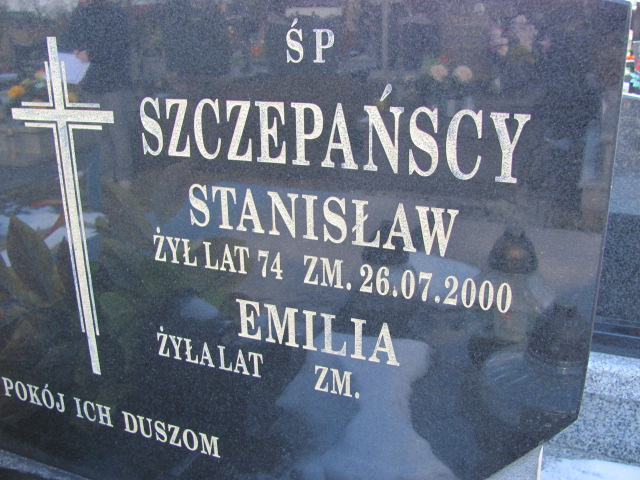 ŚP
SZCZEPAŃSCY
STANISŁAW
ŻYŁ LAT 74 ZM. 26.07.2000
EMILIA
ŻYŁA LAT ZM.
POKÓJ ICH DUSZOM